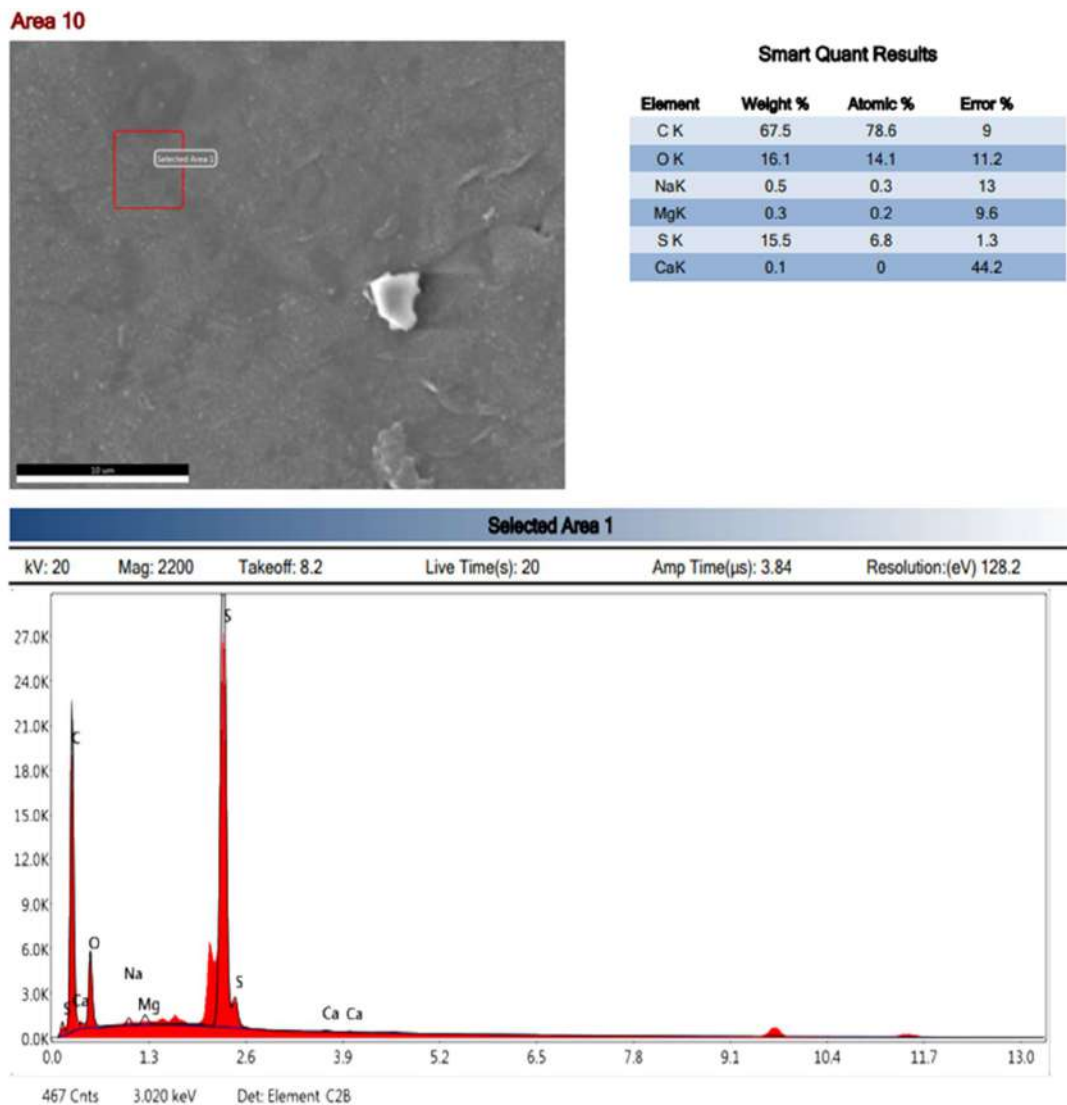 Area 10
Selected Area 1
10 um
Smart Quant Results
Element Weight % Atomic % Error %
C K 67.5 78.6 9
O K 16.1 14.1 11.2
NaK 0.5 0.3 13
MgK 0.3 0.2 9.6
S K 15.5 6.8 1.3
CaK 0.1 0 44.2
Selected Area 1
kV: 20 Mag: 2200 Takeoff: 8.2 Live Time(s): 20 Amp Time(µs): 3.84 Resolution:(eV) 128.2
S
27.0K
24.0K
21.0K
C
18.0K
15.0K
12.0K
9.0K
6.0K
O
Na
S
3.0K
S Ca Mg
Ca Ca
0.0K
0.0 1.3 2.6 3.9 5.2 6.5 7.8 9.1 10.4 11.7 13.0
467 Cnts 3.020 keV Det: Element C2B